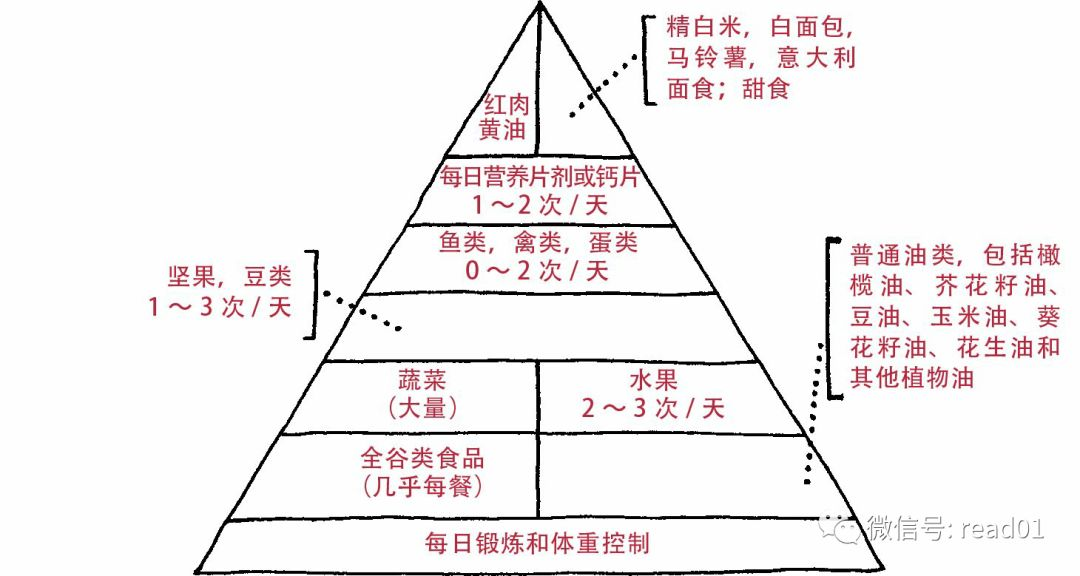 精白米，白面包，
马铃薯，意大利
面食；甜食
红肉
黄油
每日营养片剂或钙片
1～2次/天
鱼类，禽类，蛋类
0～2次/天
坚果，豆类
1～3次/天
普通油类，包括橄
榄油、芥花籽油、
豆油、玉米油、葵
花籽油、花生油和
其他植物油
蔬菜
（大量）
水果
2～3次/天
全谷类食品
（几乎每餐）
每日锻炼和体重控制
微信号: read01